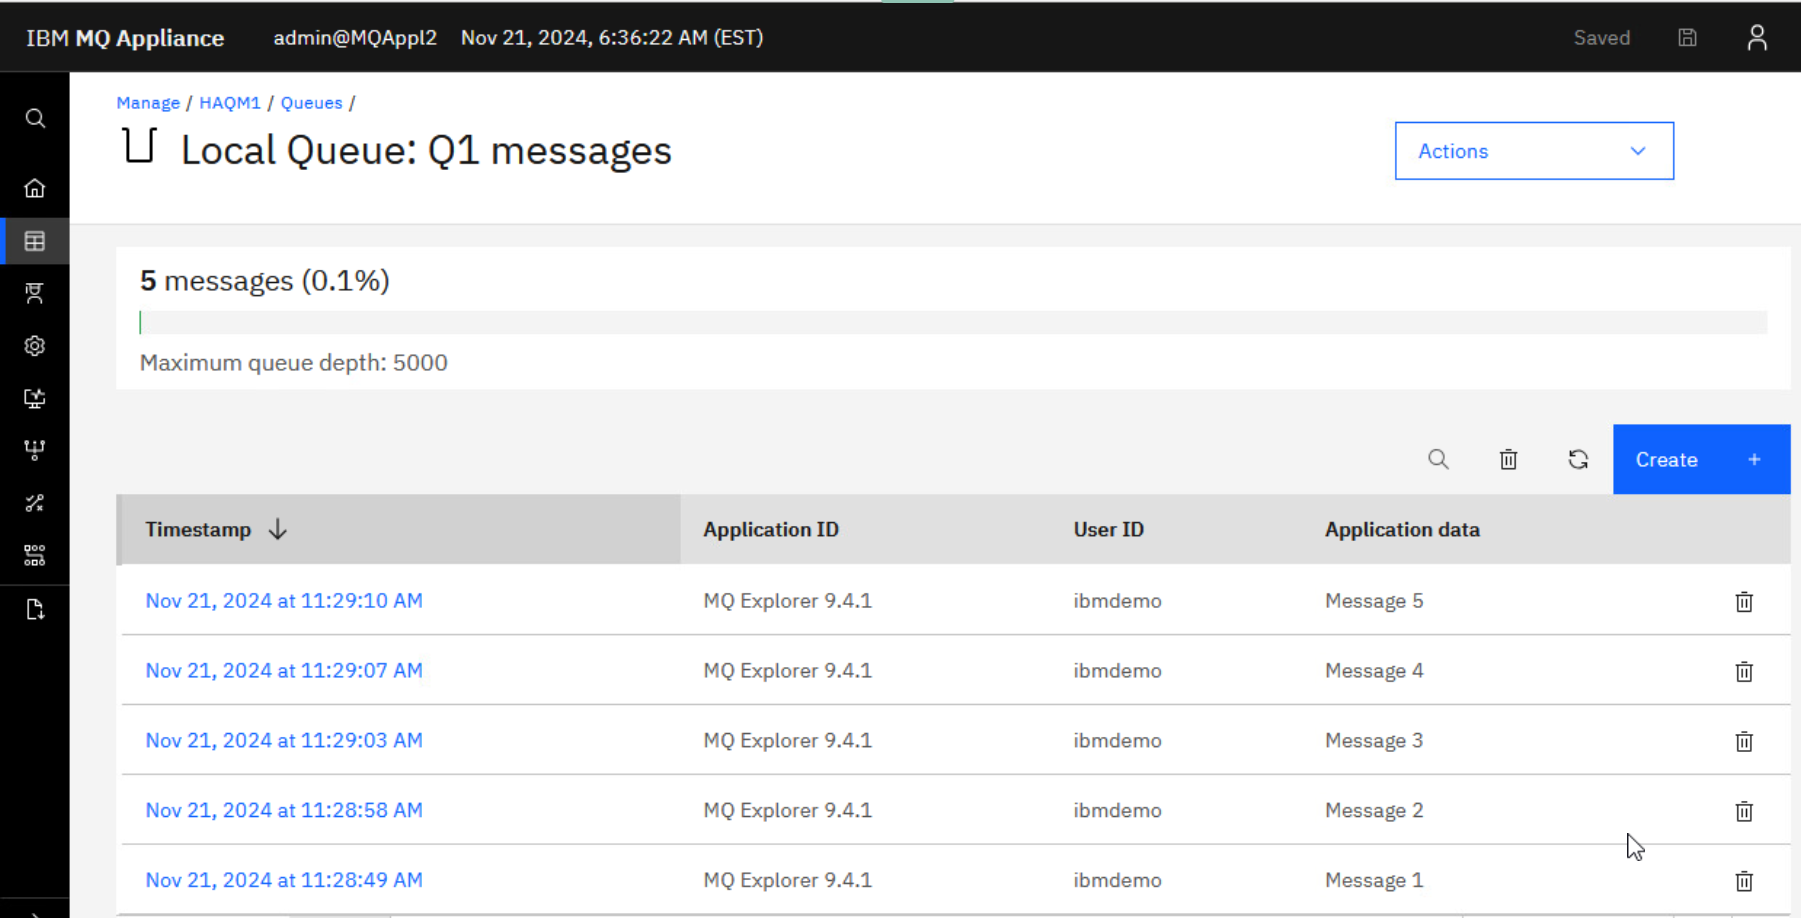 IBM MQ Appliance admin@MQAppl2 Nov 21, 2024, 6:36:22 AM (EST) Saved
Manage / HAQM1 / Queues /
Local Queue: Q1 messages
Actions
5 messages (0.1%)
Maximum queue depth: 5000
Create +
Timestamp Application ID User ID Application data
Nov 21, 2024 at 11:29:10 AM MQ Explorer 9.4.1 ibmdemo Message 5
Nov 21, 2024 at 11:29:07 AM MQ Explorer 9.4.1 ibmdemo Message 4
Nov 21, 2024 at 11:29:03 AM MQ Explorer 9.4.1 ibmdemo Message 3
Nov 21, 2024 at 11:28:58 AM MQ Explorer 9.4.1 ibmdemo Message 2
Nov 21, 2024 at 11:28:49 AM MQ Explorer 9.4.1 ibmdemo Message 1